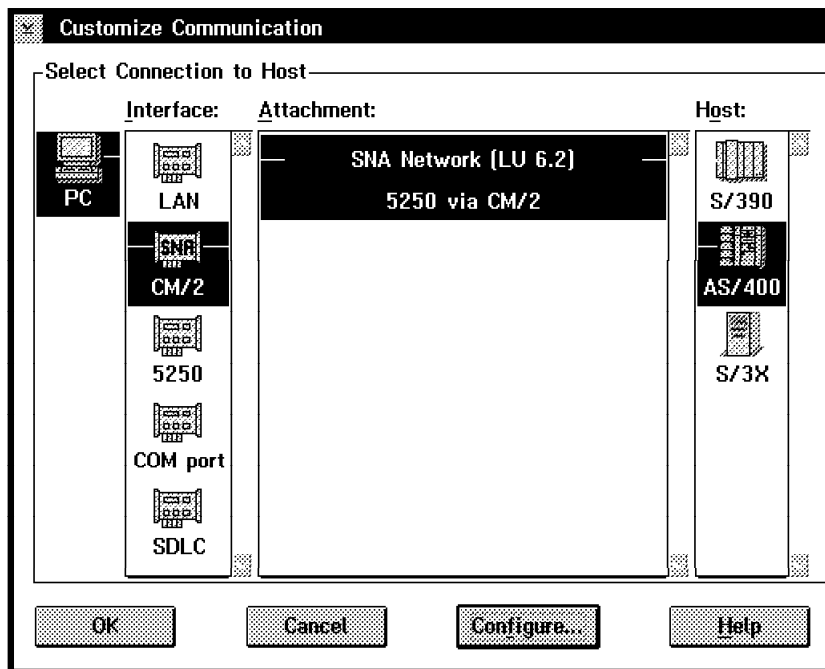 Customize Communication
Select Connection to Host
Interface:
Attachment:
Host:
PC
LAN
SNA
CM/2
5250
COM port
SDLC
SNA Network (LU 6.2)
5250 via CM/2
S/390
AS/400
S/3X
OK
Cancel
Configure...
Help